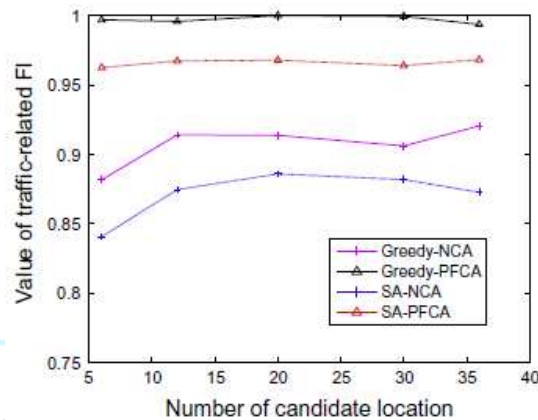 1
0.95
0.9
0.85
0.8
0.75
Value of traffic-related FI
Greedy-NCA
Greedy-PFCA
SA-NCA
SA-PFCA
5 10 15 20 25 30 35 40
Number of candidate location